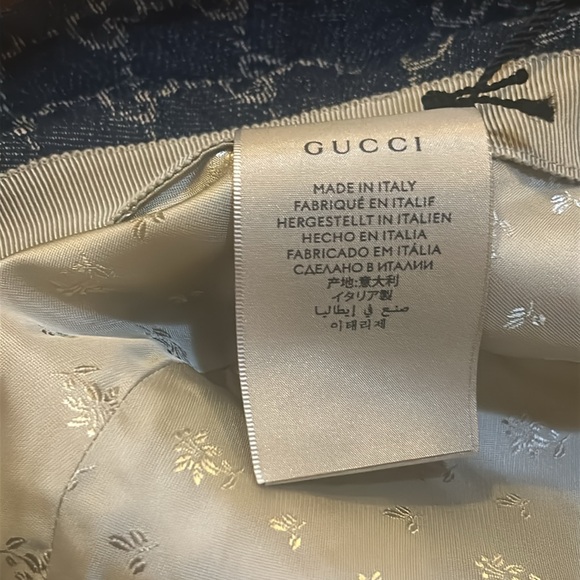 GUCCI
MADE IN ITALY
FABRIQUÉ EN ITALIE
HERGESTELLT IN ITALIEN
HECHO EN ITALIA
FABRICADO EM ITÁLIA
СДЕЛАНО В ИТАЛИИ
产地:意大利
イタリア製
صنع في إيطاليا
이태리제